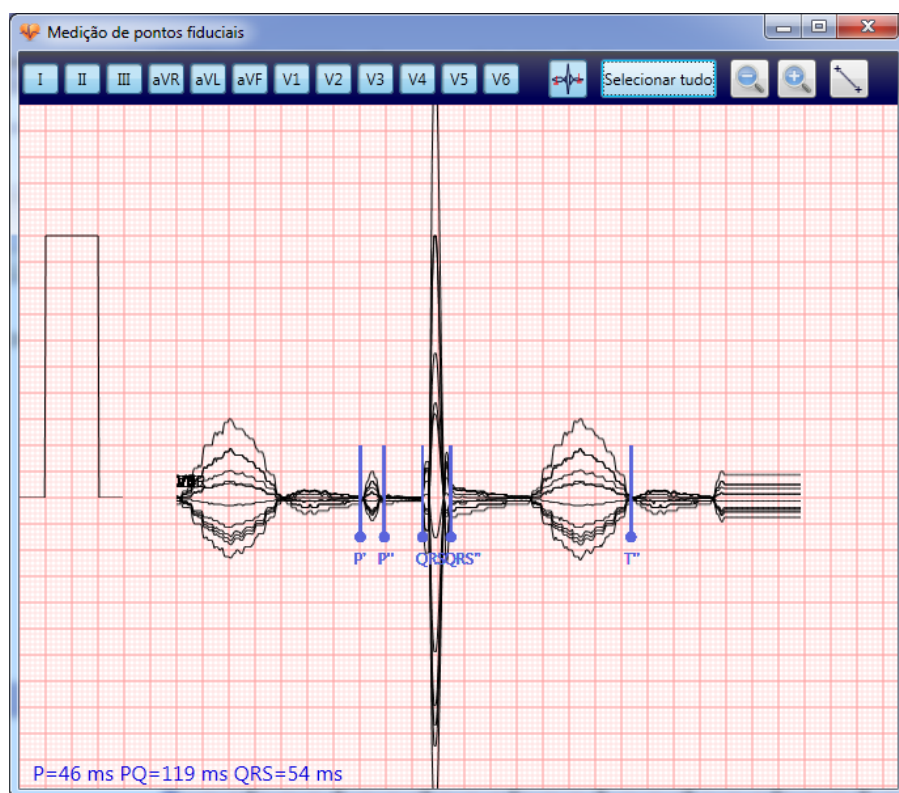 Medição de pontos fiduciais
I II III aVR aVL aVF V1 V2 V3 V4 V5 V6 Selecionar tudo
P' P'' QRS' QRS'' T''
P=46 ms PQ=119 ms QRS=54 ms